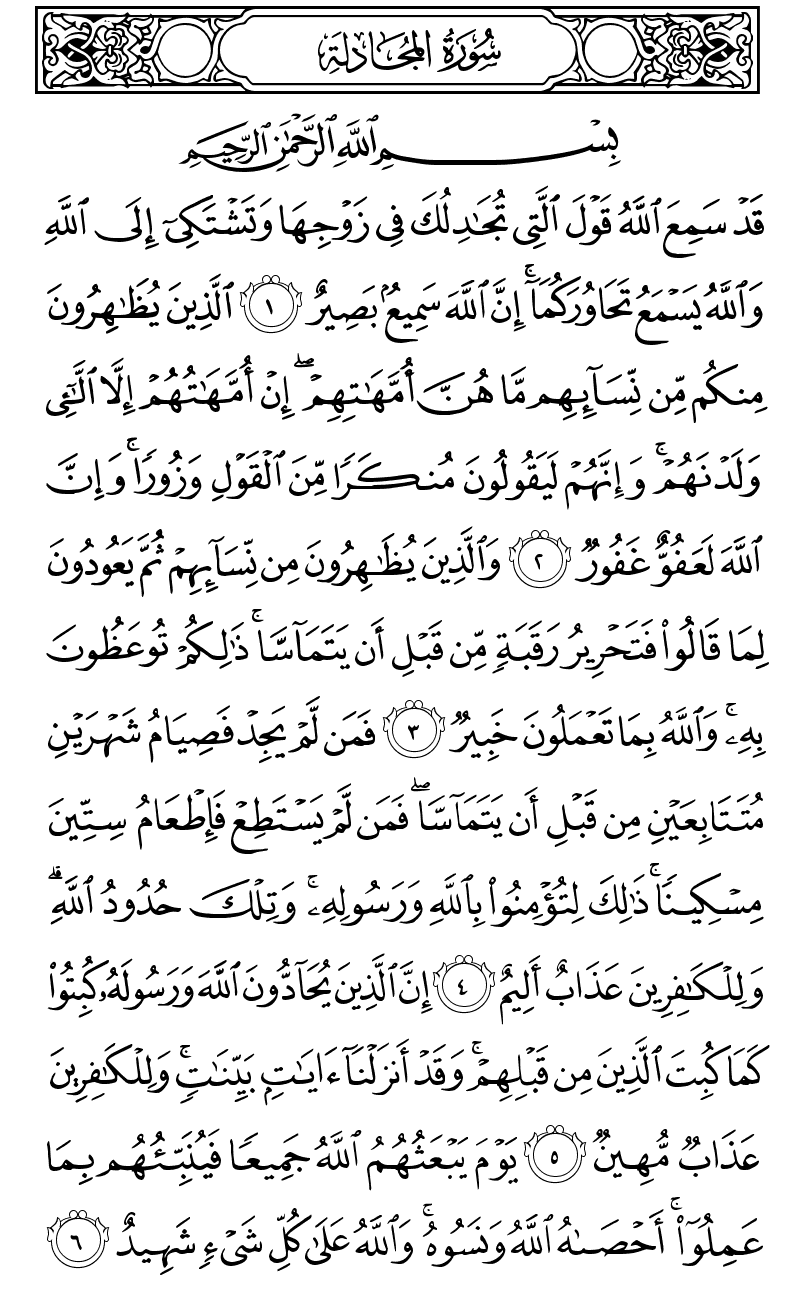 سُورَةُ المُجَادلَةِ
بِسْمِ ٱللَّهِ ٱلرَّحْمَٰنِ ٱلرَّحِيمِ
قَدْ سَمِعَ ٱللَّهُ قَوْلَ ٱلَّتِى تُجَٰدِلُكَ فِى زَوْجِهَا وَتَشْتَكِىٓ إِلَى ٱللَّهِ
وَٱللَّهُ يَسْمَعُ تَحَاوُرَكُمَآ ۚ إِنَّ ٱللَّهَ سَمِيعٌۢ بَصِيرٌ ١ ٱلَّذِينَ يُظَٰهِرُونَ
مِنكُم مِّن نِّسَآئِهِم مَّا هُنَّ أُمَّهَٰتِهِمْ ۖ إِنْ أُمَّهَٰتُهُمْ إِلَّا ٱلَّٰٓـِٔى
وَلَدْنَهُمْ ۚ وَإِنَّهُمْ لَيَقُولُونَ مُنكَرًا مِّنَ ٱلْقَوْلِ وَزُورًا ۚ وَإِنَّ
ٱللَّهَ لَعَفُوٌّ غَفُورٌ ٢ وَٱلَّذِينَ يُظَٰهِرُونَ مِن نِّسَآئِهِمْ ثُمَّ يَعُودُونَ
لِمَا قَالُوا۟ فَتَحْرِيرُ رَقَبَةٍ مِّن قَبْلِ أَن يَتَمَآسَّا ۚ ذَٰلِكُمْ تُوعَظُونَ
بِهِۦ ۚ وَٱللَّهُ بِمَا تَعْمَلُونَ خَبِيرٌ ٣ فَمَن لَّمْ يَجِدْ فَصِيَامُ شَهْرَيْنِ
مُتَتَابِعَيْنِ مِن قَبْلِ أَن يَتَمَآسَّا ۖ فَمَن لَّمْ يَسْتَطِعْ فَإِطْعَامُ سِتِّينَ
مِسْكِينًا ۚ ذَٰلِكَ لِتُؤْمِنُوا۟ بِٱللَّهِ وَرَسُولِهِۦ ۚ وَتِلْكَ حُدُودُ ٱللَّهِ ۗ
وَلِلْكَٰفِرِينَ عَذَابٌ أَلِيمٌ ٤ إِنَّ ٱلَّذِينَ يُحَآدُّونَ ٱللَّهَ وَرَسُولَهُۥ كُبِتُوا۟
كَمَا كُبِتَ ٱلَّذِينَ مِن قَبْلِهِمْ ۚ وَقَدْ أَنزَلْنَآ ءَايَٰتٍۭ بَيِّنَٰتٍ ۚ وَلِلْكَٰفِرِينَ
عَذَابٌ مُّهِينٌ ٥ يَوْمَ يَبْعَثُهُمُ ٱللَّهُ جَمِيعًا فَيُنَبِّئُهُم بِمَا
عَمِلُوٓا۟ ۚ أَحْصَىٰهُ ٱللَّهُ وَنَسُوهُ ۚ وَٱللَّهُ عَلَىٰ كُلِّ شَىْءٍ شَهِيدٌ ٦